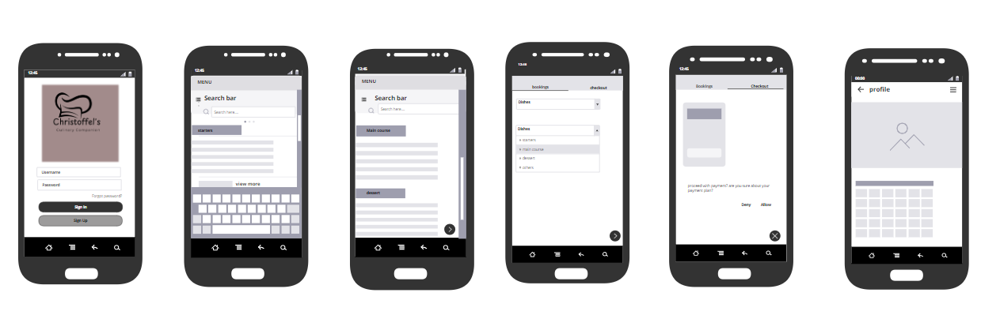 12:45
Christoffel's
Culinary Companion
Username
Password
Forgot password?
Sign In
Sign Up
12:45
MENU
Search bar
Search here...
starters
view more
12:45
MENU
Search bar
Search here...
Main course
dessert
12:45
bookings
checkout
Dishes
Dishes
# starters
# main course
# dessert
# others
12:45
Bookings
Checkout
proceed with payment? are you sure about your
payment plan?
Deny
Allow
00:00
profile